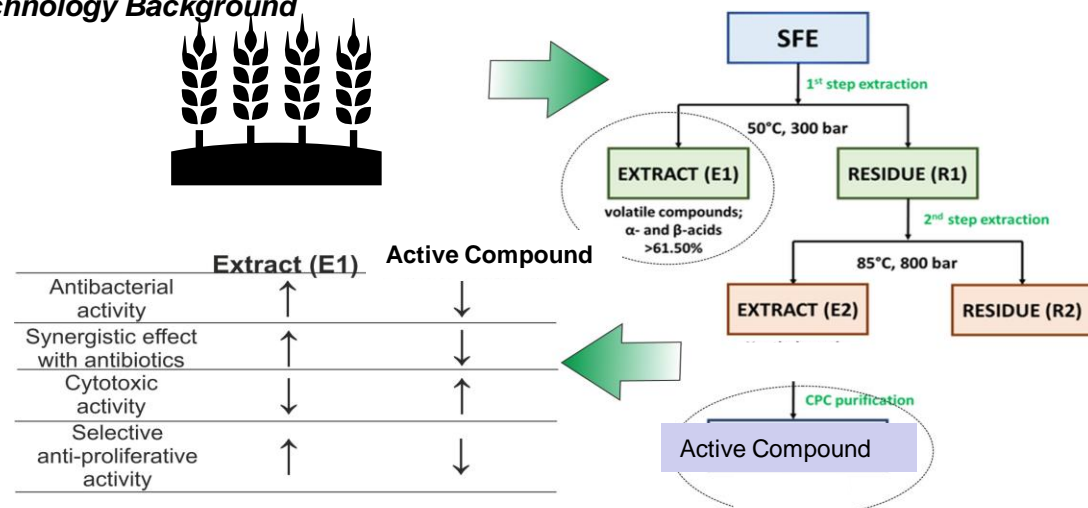 chnology Background
SFE
1st step extraction
50°C, 300 bar
EXTRACT (E1)
RESIDUE (R1)
volatile compounds;
α- and β-acids
>61.50%
2nd step extraction
85°C, 800 bar
EXTRACT (E2)
RESIDUE (R2)
CPC purification
Active Compound
Extract (E1)
Active Compound
Antibacterial
activity
↑
↓
Synergistic effect
with antibiotics
↑
↓
Cytotoxic
activity
↓
↑
Selective
anti-proliferative
activity
↑
↓